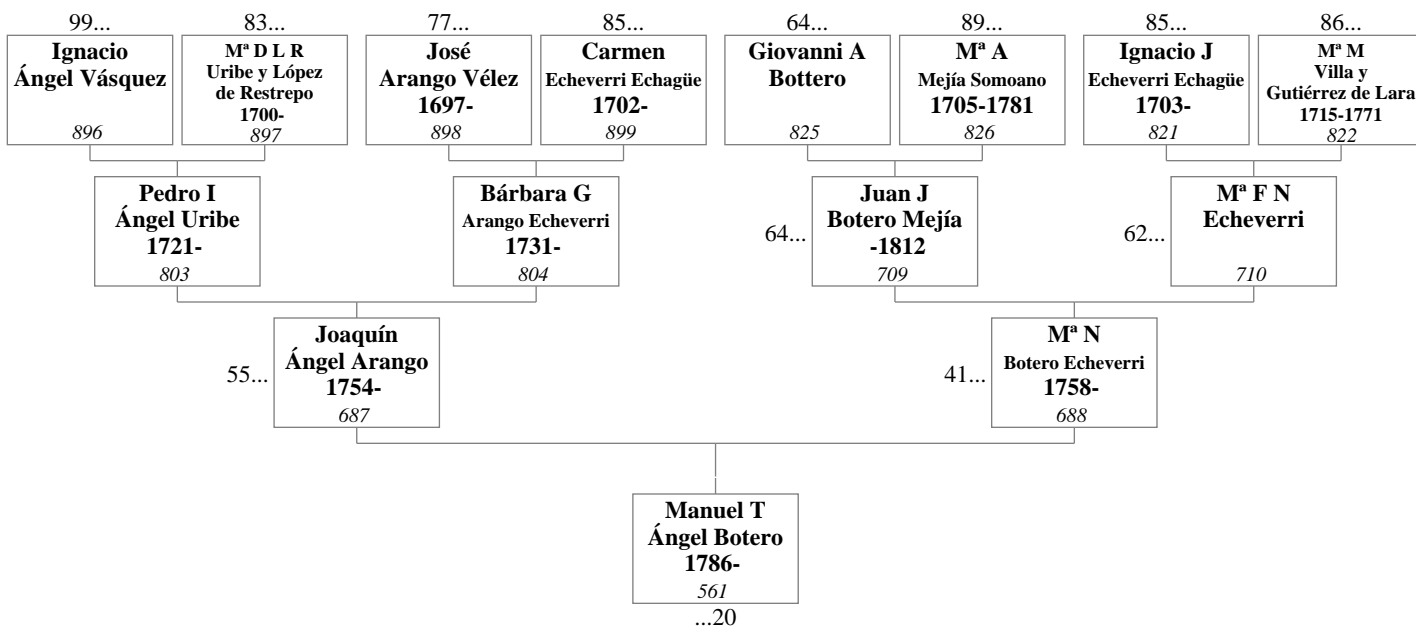 99...
83...
77...
85...
64...
89...
85...
86...
Ignacio
Ángel Vásquez
896
Mª D L R
Uribe y López
de Restrepo
1700-
897
José
Arango Vélez
1697-
898
Carmen
Echeverri Echagüe
1702-
899
Giovanni A
Bottero
825
Mª A
Mejía Somoano
1705-1781
826
Ignacio J
Echeverri Echagüe
1703-
821
Mª M
Villa y
Gutiérrez de Lara
1715-1771
822
Pedro I
Ángel Uribe
1721-
803
Bárbara G
Arango Echeverri
1731-
804
64...
Juan J
Botero Mejía
-1812
709
62...
Mª F N
Echeverri
710
55...
Joaquín
Ángel Arango
1754-
687
41...
Mª N
Botero Echeverri
1758-
688
Manuel T
Ángel Botero
1786-
561
...20